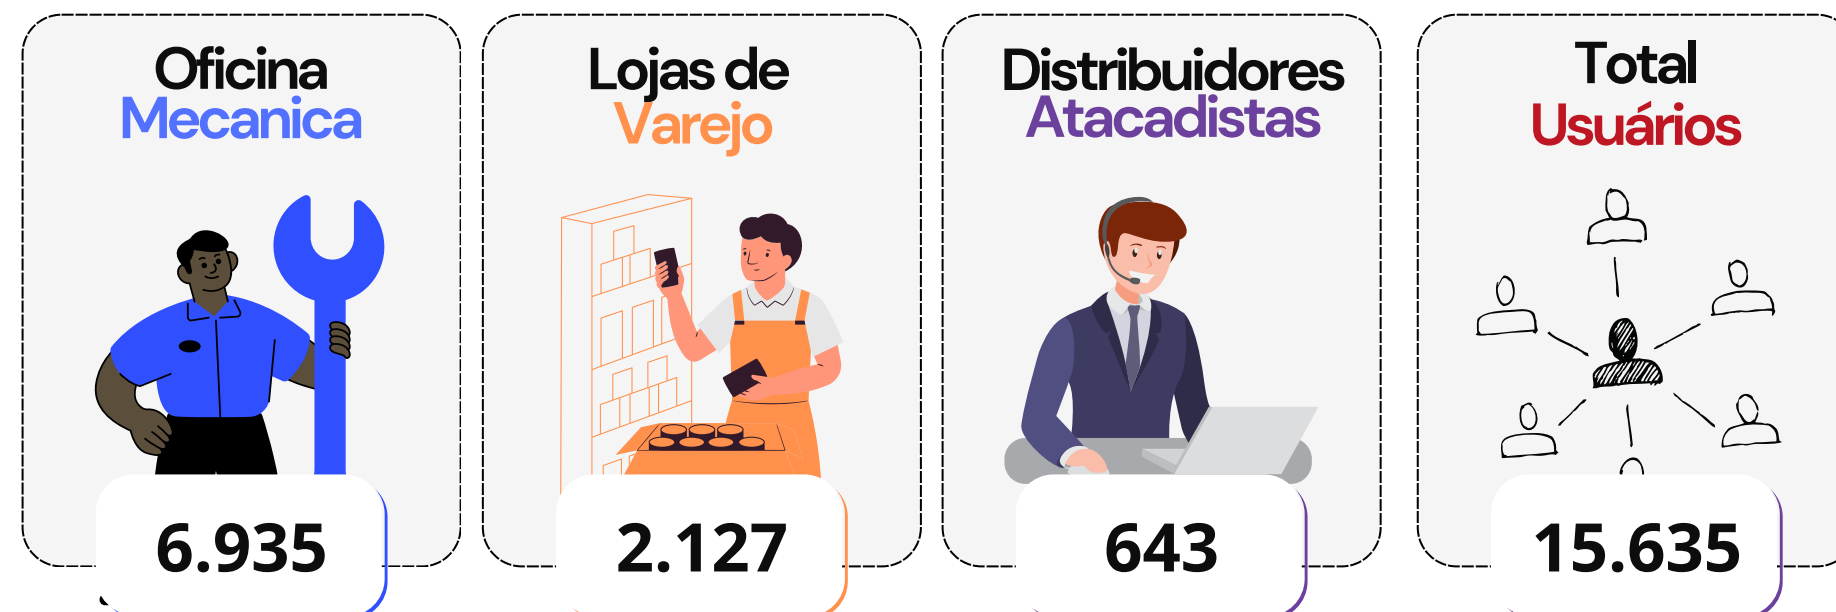 Oficina
Mecanica
6.935
Lojas de
Varejo
2.127
Distribuidores
Atacadistas
643
Total
Usuários
15.635